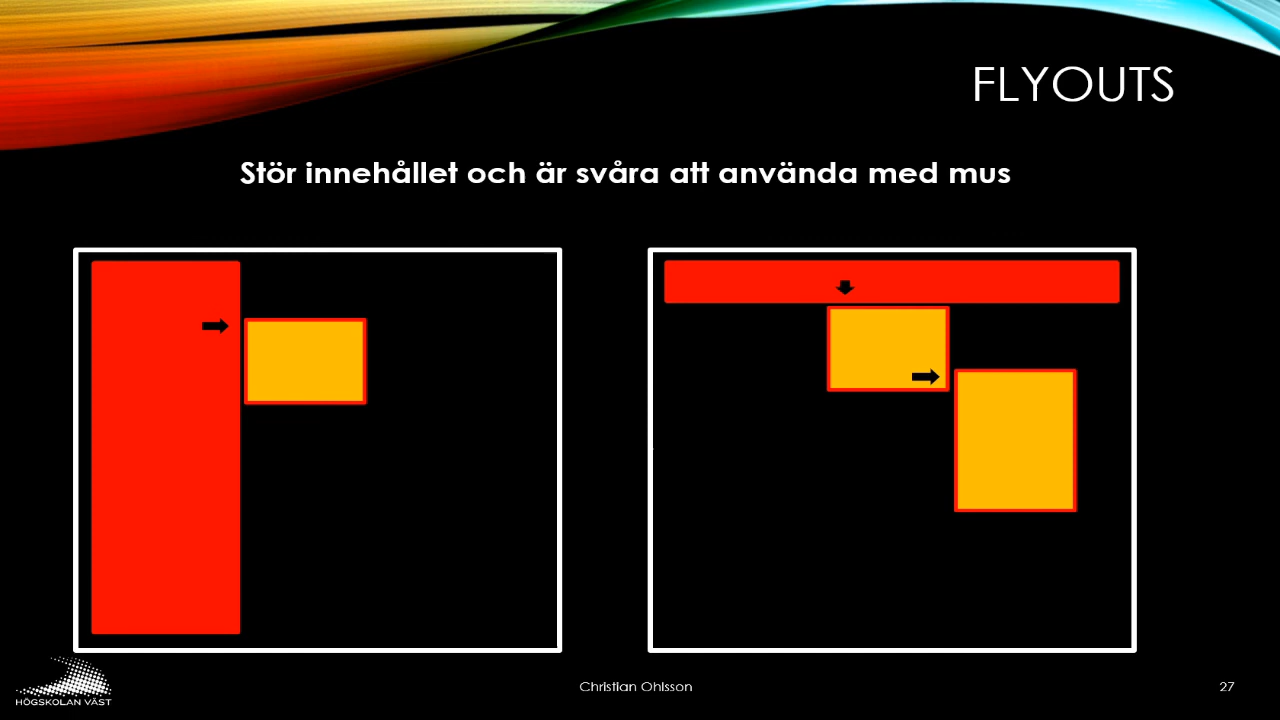 FLYOUTS
Stör innehållet och är svåra att använda med mus
HÖGSKOLAN VÄST
Christian Ohlsson
27